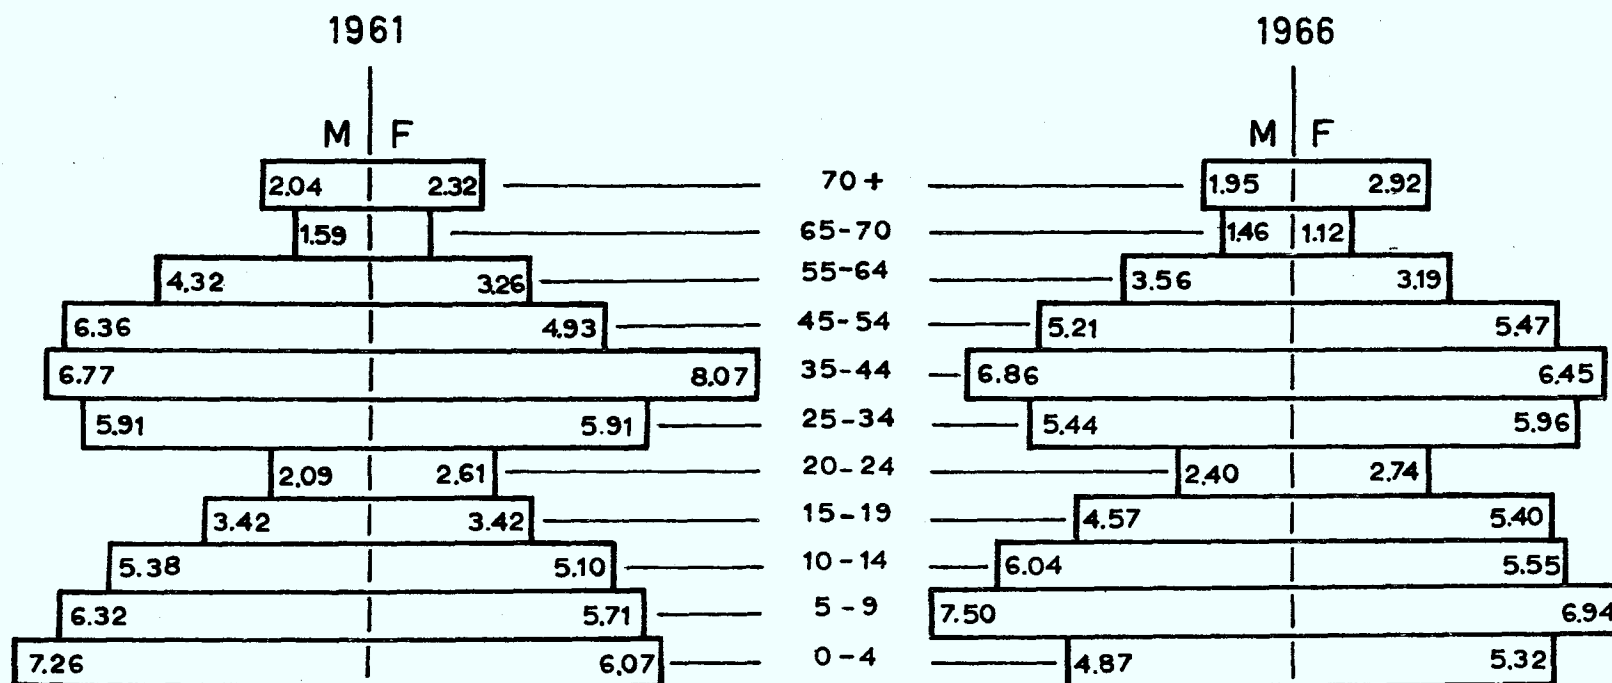 1961 1966
M F M F
2.04 2.32 70+ 1.95 2.92
1.59 65-70 1.46 1.12
4.32 3.26 55-64 3.56 3.19
6.36 4.93 45-54 5.21 5.47
6.77 8.07 35-44 6.86 6.45
5.91 5.91 25-34 5.44 5.96
2.09 2.61 20-24 2.40 2.74
3.42 3.42 15-19 4.57 5.40
5.38 5.10 10-14 6.04 5.55
6.32 5.71 5-9 7.50 6.94
7.26 6.07 0-4 4.87 5.32